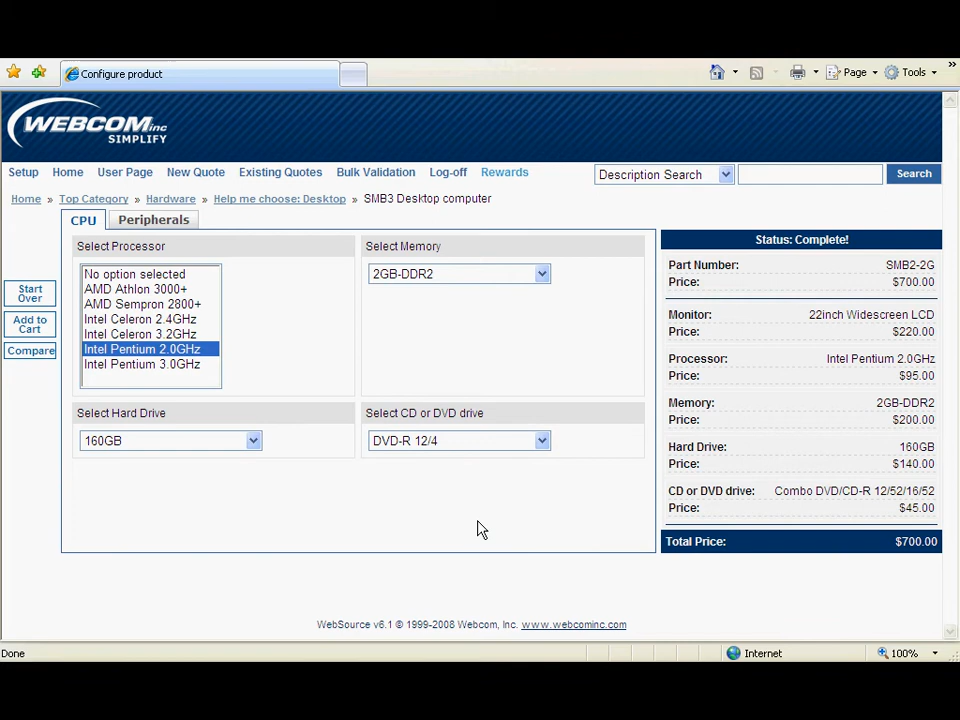 Configure product
Page
Tools
WEBCOM inc
SIMPLIFY
Setup Home User Page New Quote Existing Quotes Bulk Validation Log-off Rewards
Description Search
Search
Home » Top Category » Hardware » Help me choose: Desktop » SMB3 Desktop computer
CPU Peripherals
Start Over
Add to Cart
Compare
Select Processor
No option selected
AMD Athlon 3000+
AMD Sempron 2800+
Intel Celeron 2.4GHz
Intel Celeron 3.2GHz
Intel Pentium 2.0GHz
Intel Pentium 3.0GHz
Select Memory
2GB-DDR2
Select Hard Drive
160GB
Select CD or DVD drive
DVD-R 12/4
Status: Complete!
Part Number: SMB2-2G
Price: $700.00
Monitor: 22inch Widescreen LCD
Price: $220.00
Processor: Intel Pentium 2.0GHz
Price: $95.00
Memory: 2GB-DDR2
Price: $200.00
Hard Drive: 160GB
Price: $140.00
CD or DVD drive: Combo DVD/CD-R 12/52/16/52
Price: $45.00
Total Price: $700.00
WebSource v6.1 © 1999-2008 Webcom, Inc. www.webcominc.com
Done
Internet
100%